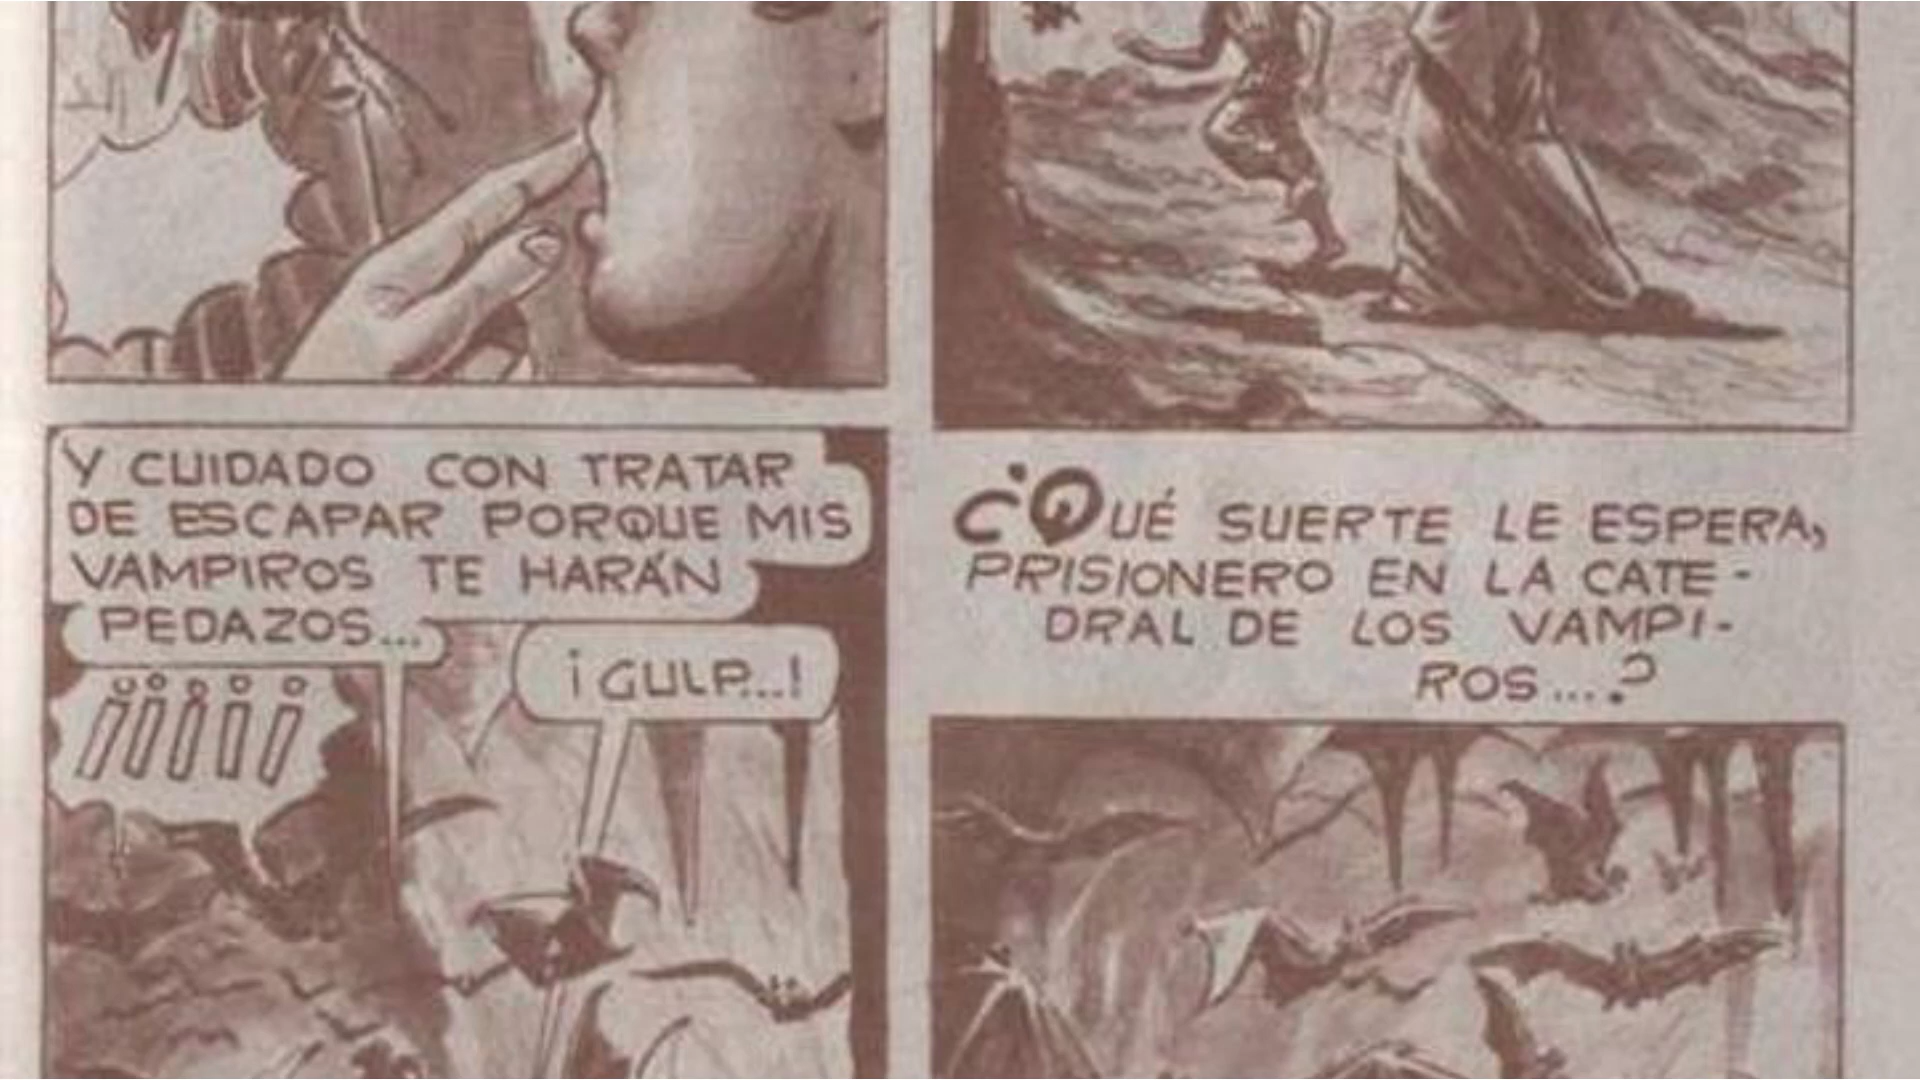 Y CUIDADO CON TRATAR
DE ESCAPAR PORQUE MIS
VAMPIROS TE HARÁN
PEDAZOS...
¡GULP...!
¡¡¡¡¡
¿QUÉ SUERTE LE ESPERA,
PRISIONERO EN LA CATE-
DRAL DE LOS VAMPI-
ROS....?